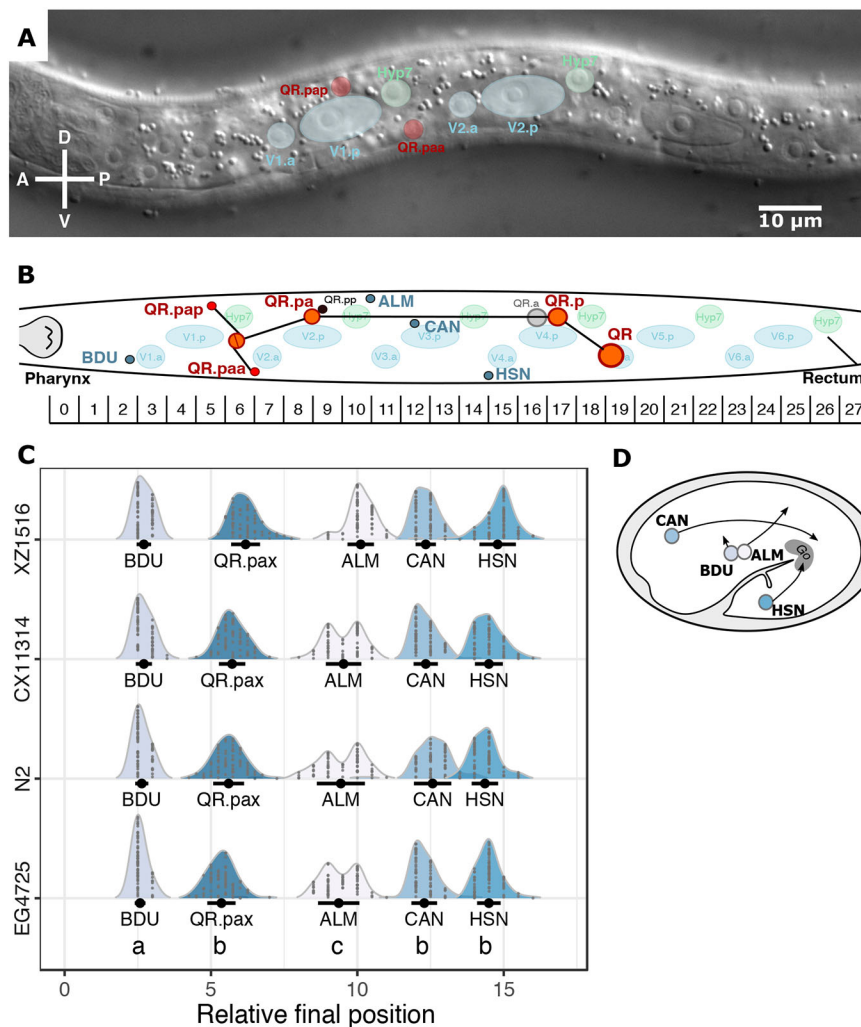 A
QR.pap
Hyp7
Hyp7
V2.a
V2.p
V1.a
V1.p
QR.paa
D
A P
V
10 µm
B
QR.pap
QR.pa
QR.pp
ALM
QR.a
QR.p
Hyp7
Hyp7
Hyp7
Hyp7
Hyp7
CAN
QR
V1.p
V2.p
V3.p
V4.p
V5.p
V6.p
BDU
V1.a
V2.a
V3.a
V4.a
V6.a
QR.paa
HSN
Pharynx
Rectum
0 1 2 3 4 5 6 7 8 9 10 11 12 13 14 15 16 17 18 19 20 21 22 23 24 25 26 27
C
XZ1516
BDU QR.pax ALM CAN HSN
CX11314
BDU QR.pax ALM CAN HSN
N2
BDU QR.pax ALM CAN HSN
EG4725
BDU QR.pax ALM CAN HSN
a b c b b
0 5 10 15
Relative final position
D
CAN
BDU
ALM
Go
HSN